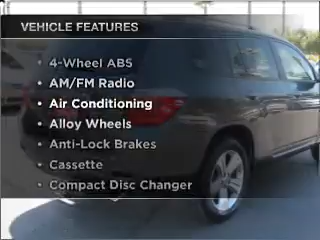 VEHICLE FEATURES
• 4-Wheel ABS
• AM/FM Radio
• Air Conditioning
• Alloy Wheels
• Anti-Lock Brakes
• Cassette
• Compact Disc Changer